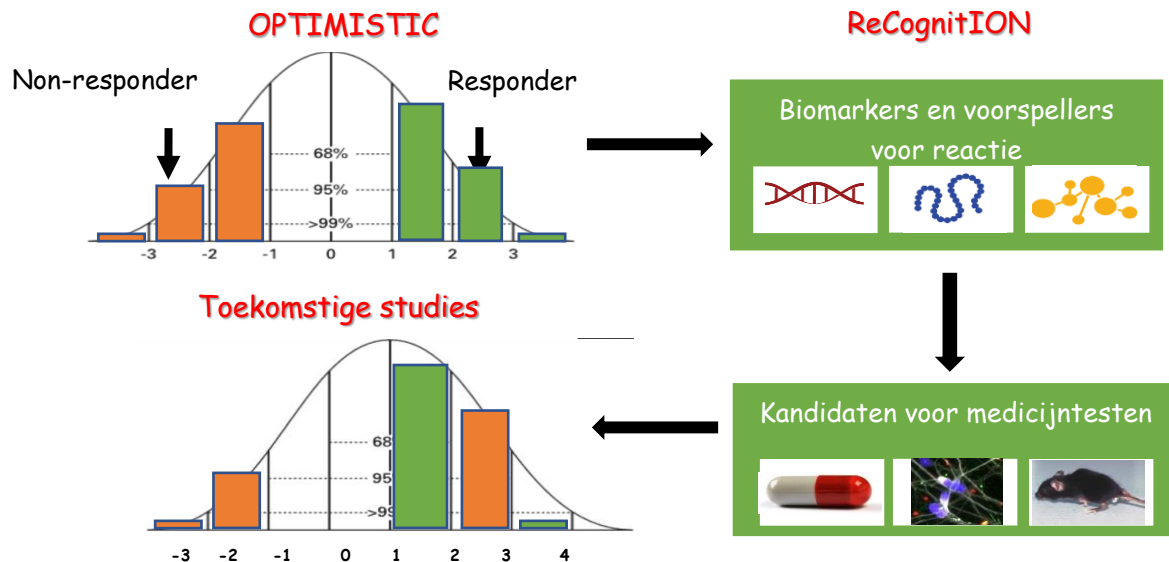 OPTIMISTIC
Non-responder
Responder
68%
95%
>99%
-3 -2 -1 0 1 2 3
ReCognitION
Biomarkers en voorspellers
voor reactie
Toekomstige studies
68
95
>99
-3 -2 -1 0 1 2 3 4
Kandidaten voor medicijntesten